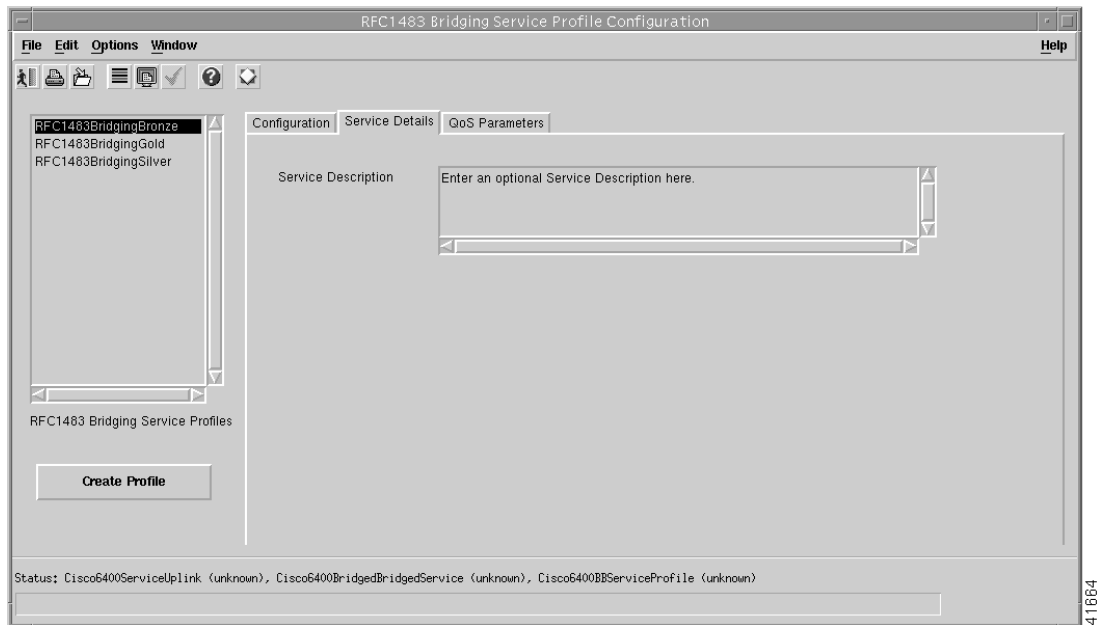 RFC1483 Bridging Service Profile Configuration
File Edit Options Window Help
RFC1483BridgingBronze
RFC1483BridgingGold
RFC1483BridgingSilver
Configuration Service Details QoS Parameters
Service Description
Enter an optional Service Description here.
RFC1483 Bridging Service Profiles
Create Profile
Status: Cisco6400ServiceUplink (unknown), Cisco6400BridgedBridgedService (unknown), Cisco6400BBServiceProfile (unknown)
41664